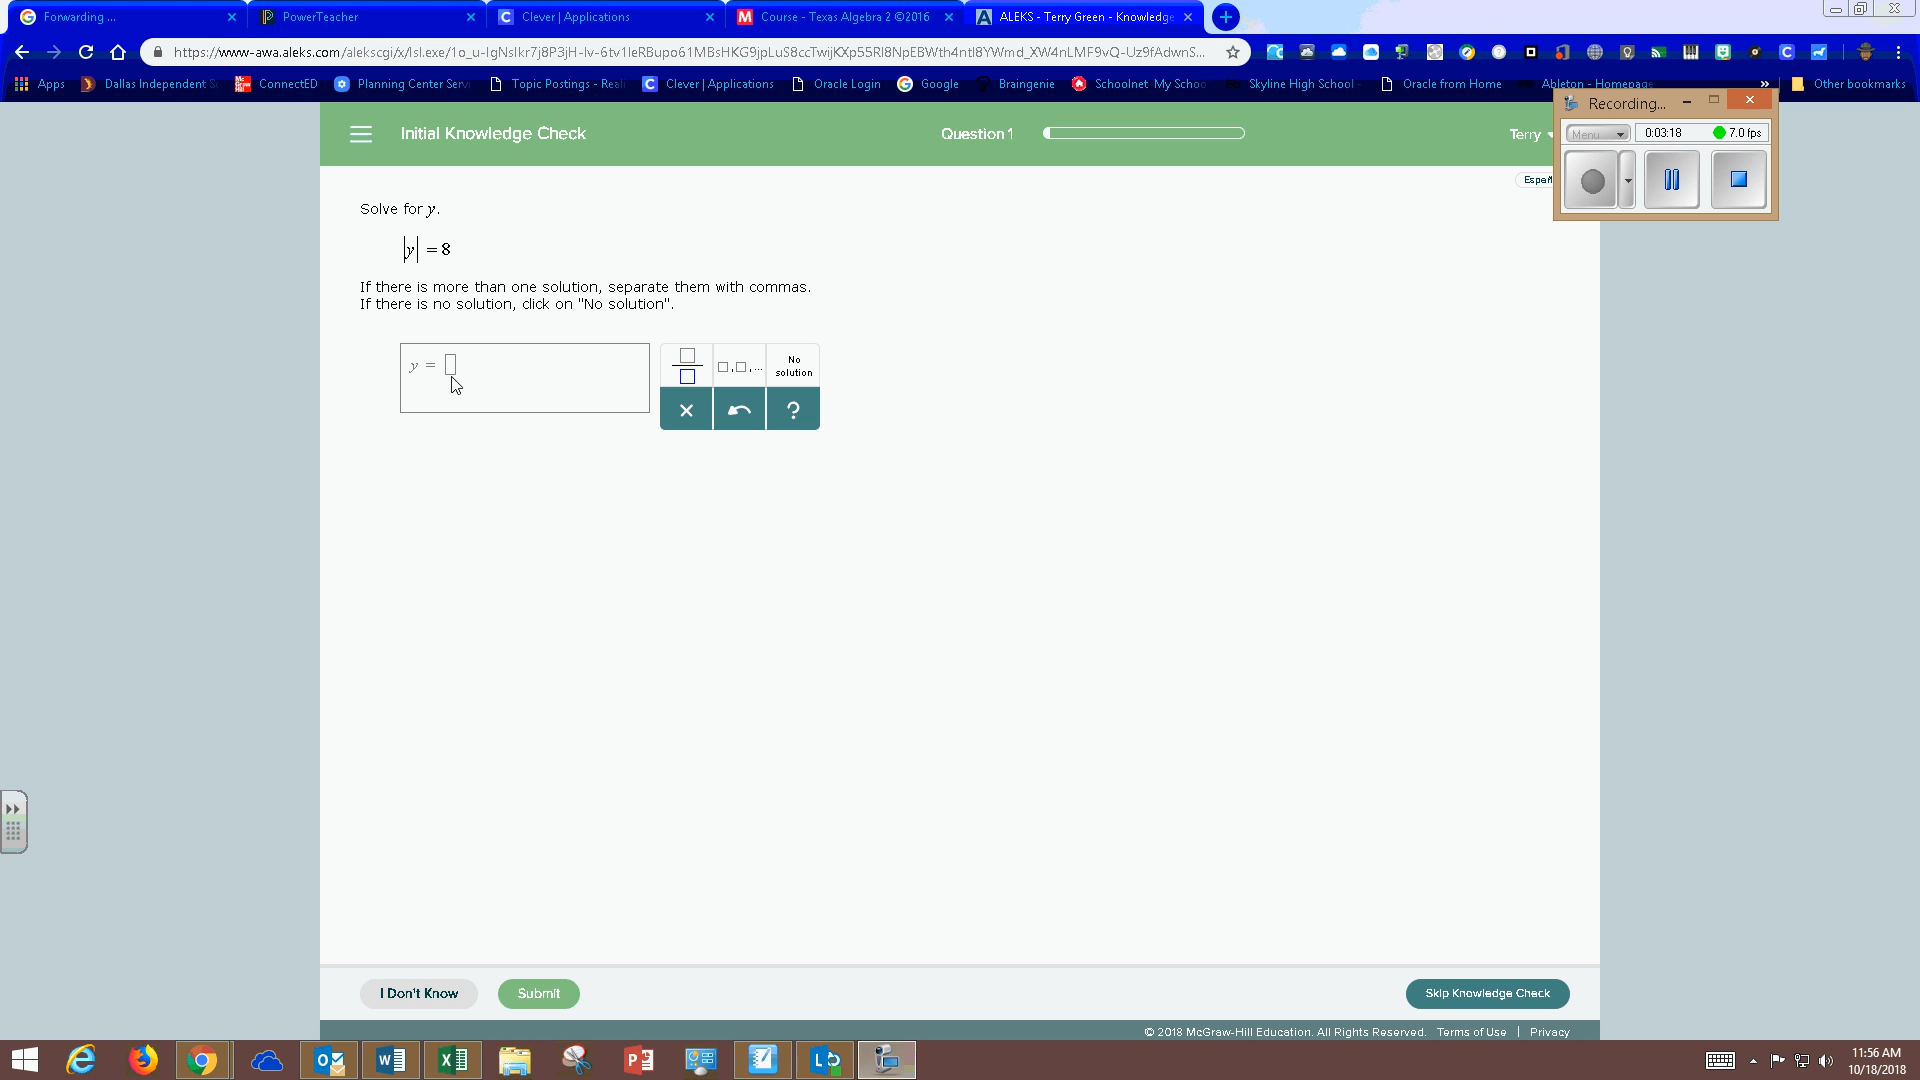 Forwarding ...
PowerTeacher
Clever | Applications
Course - Texas Algebra 2 ©2016
ALEKS - Terry Green - Knowledge
Apps
Dallas Independent
ConnectED
Planning Center Serv
Topic Postings - Reali
Clever | Applications
Oracle Login
Google
Braingenie
Schoolnet My Schoo
Skyline High School
Oracle from Home
Ableton - Homepage
»
Other bookmarks
Recording...
Menu
0:03:18
7.0 fps
Initial Knowledge Check
Question 1
Terry
Solve for y.
|y| = 8
If there is more than one solution, separate them with commas.
If there is no solution, click on "No solution".
y =
No
solution
I Don't Know
Submit
Skip Knowledge Check
© 2018 McGraw-Hill Education. All Rights Reserved. Terms of Use | Privacy
11:56 AM
10/18/2018